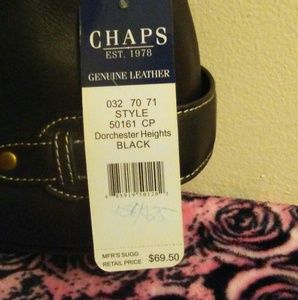 CHAPS
EST. 1978
GENUINE LEATHER
032 70 71
STYLE
50161 CP
Dorchester Heights
BLACK
MFR'S SUGG
RETAIL PRICE $69.50